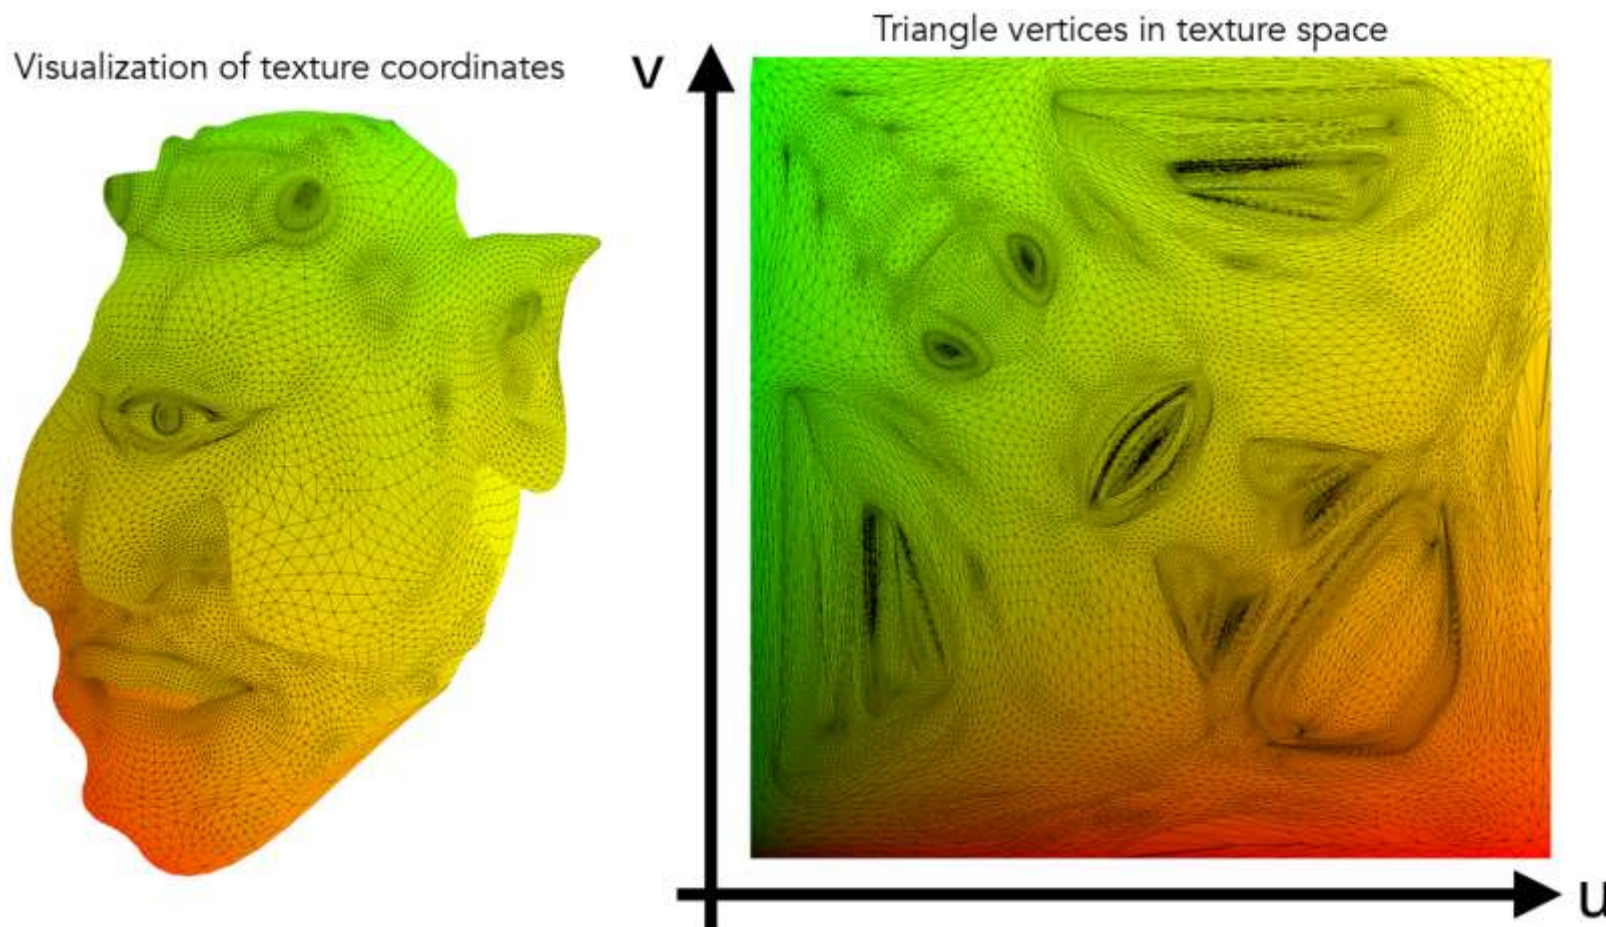 Visualization of texture coordinates
Triangle vertices in texture space
v
u